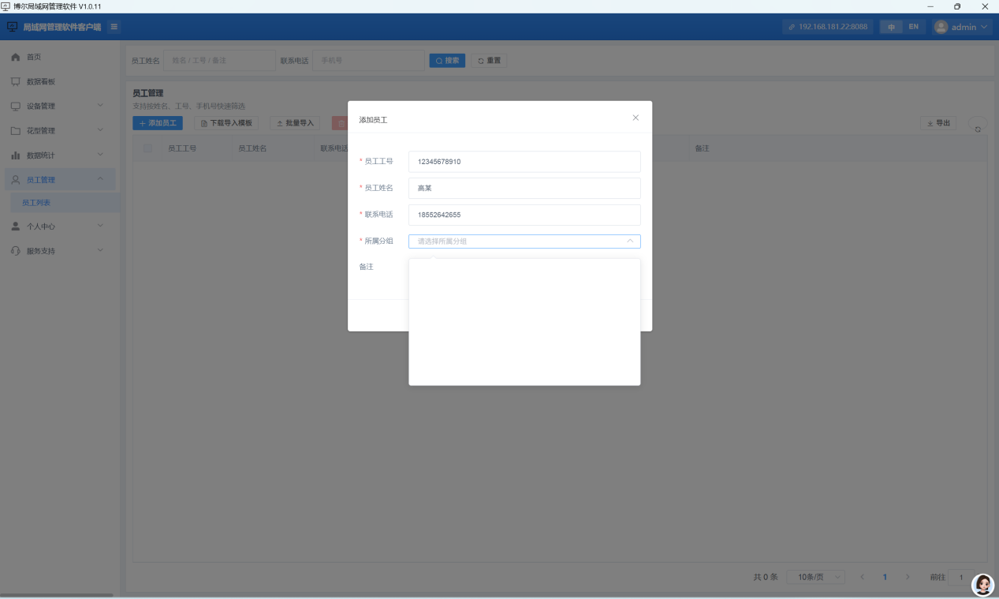 博尔局域网管理软件 V1.0.11
局域网管理软件客户端
192.168.181.22:8088
中
EN
admin
首页
数据看板
设备管理
花型管理
数据统计
员工管理
员工列表
个人中心
服务支持
员工姓名
姓名 / 工号 / 备注
联系电话
手机号
搜索
重置
员工管理
支持按姓名、工号、手机号快速筛选
添加员工
下载导入模板
批量导入
导出
员工工号
员工姓名
联系电话
备注
添加员工
* 员工工号
12345678910
* 员工姓名
高某
* 联系电话
18552642655
* 所属分组
请选择所属分组
备注
共 0 条
10条/页
1
前往
1